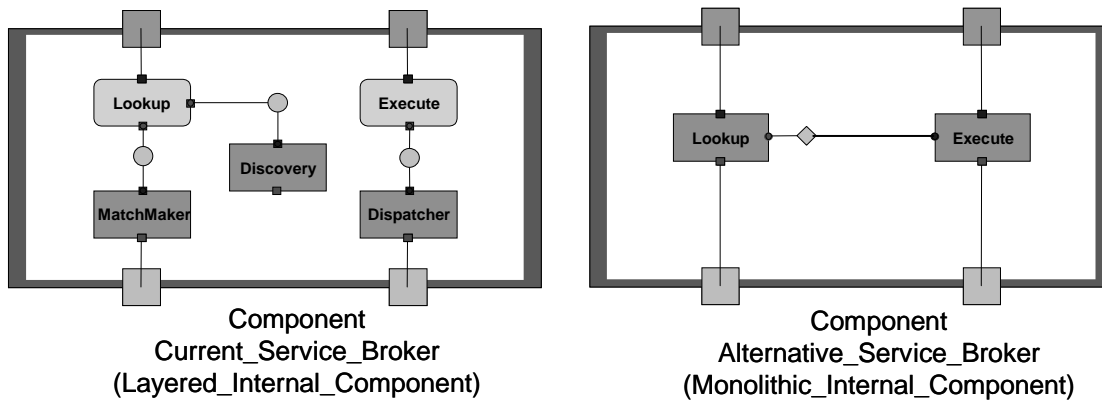 Lookup
Execute
Discovery
MatchMaker
Dispatcher
Component
Current_Service_Broker
(Layered_Internal_Component)
Lookup
Execute
Component
Alternative_Service_Broker
(Monolithic_Internal_Component)